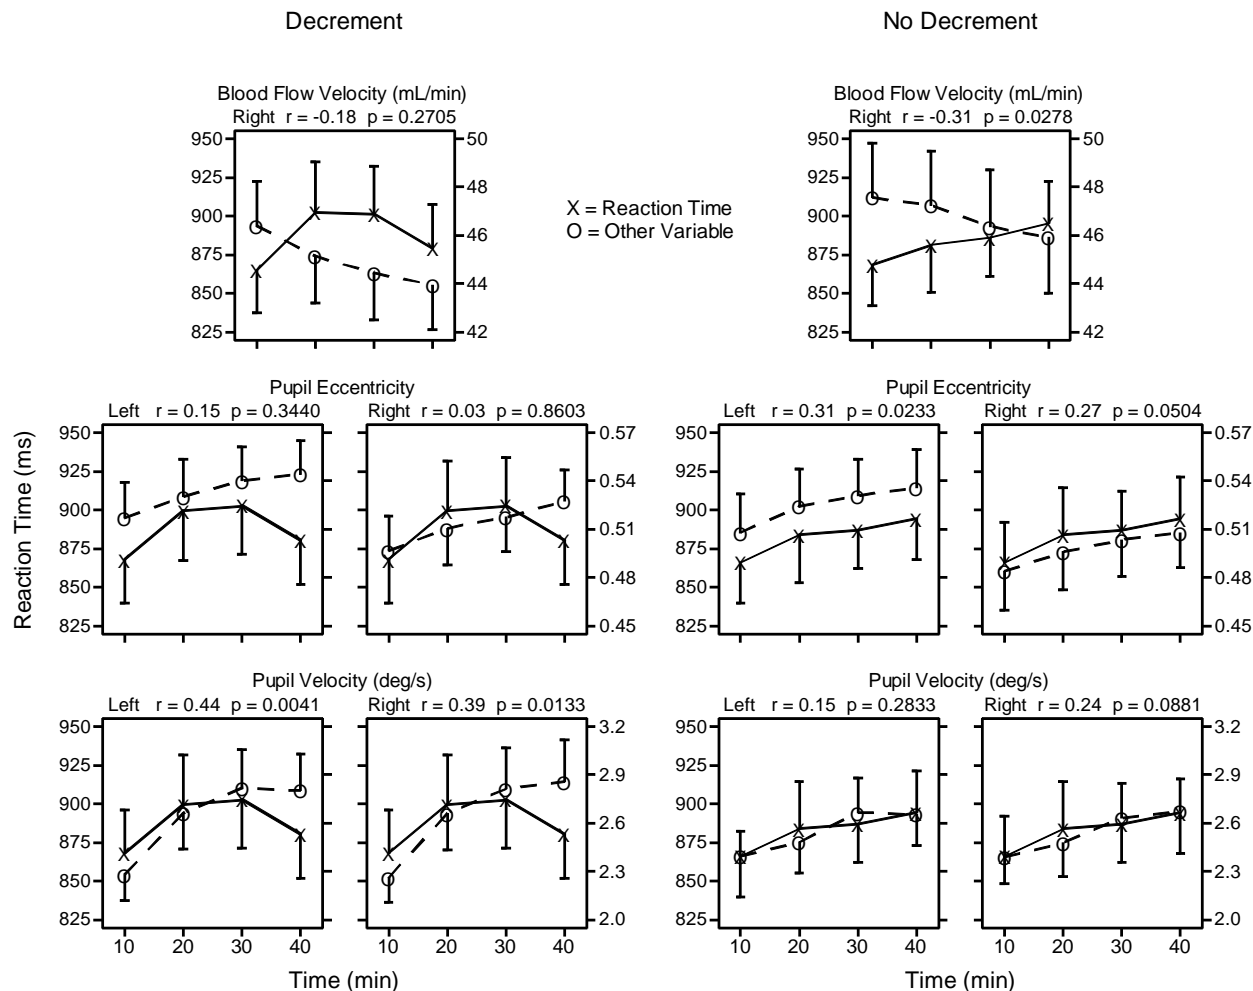 Decrement
No Decrement
Blood Flow Velocity (mL/min)
Right r = -0.18 p = 0.2705
950
925
900
875
850
825
50
48
46
44
42
X = Reaction Time
O = Other Variable
Blood Flow Velocity (mL/min)
Right r = -0.31 p = 0.0278
950
925
900
875
850
825
50
48
46
44
42
Reaction Time (ms)
Pupil Eccentricity
Left r = 0.15 p = 0.3440
Right r = 0.03 p = 0.8603
950
925
900
875
850
825
0.57
0.54
0.51
0.48
0.45
Pupil Eccentricity
Left r = 0.31 p = 0.0233
Right r = 0.27 p = 0.0504
950
925
900
875
850
825
0.57
0.54
0.51
0.48
0.45
Pupil Velocity (deg/s)
Left r = 0.44 p = 0.0041
Right r = 0.39 p = 0.0133
950
925
900
875
850
825
3.2
2.9
2.6
2.3
2.0
10 20 30 40
10 20 30 40
Time (min)
Pupil Velocity (deg/s)
Left r = 0.15 p = 0.2833
Right r = 0.24 p = 0.0881
950
925
900
875
850
825
3.2
2.9
2.6
2.3
2.0
10 20 30 40
10 20 30 40
Time (min)